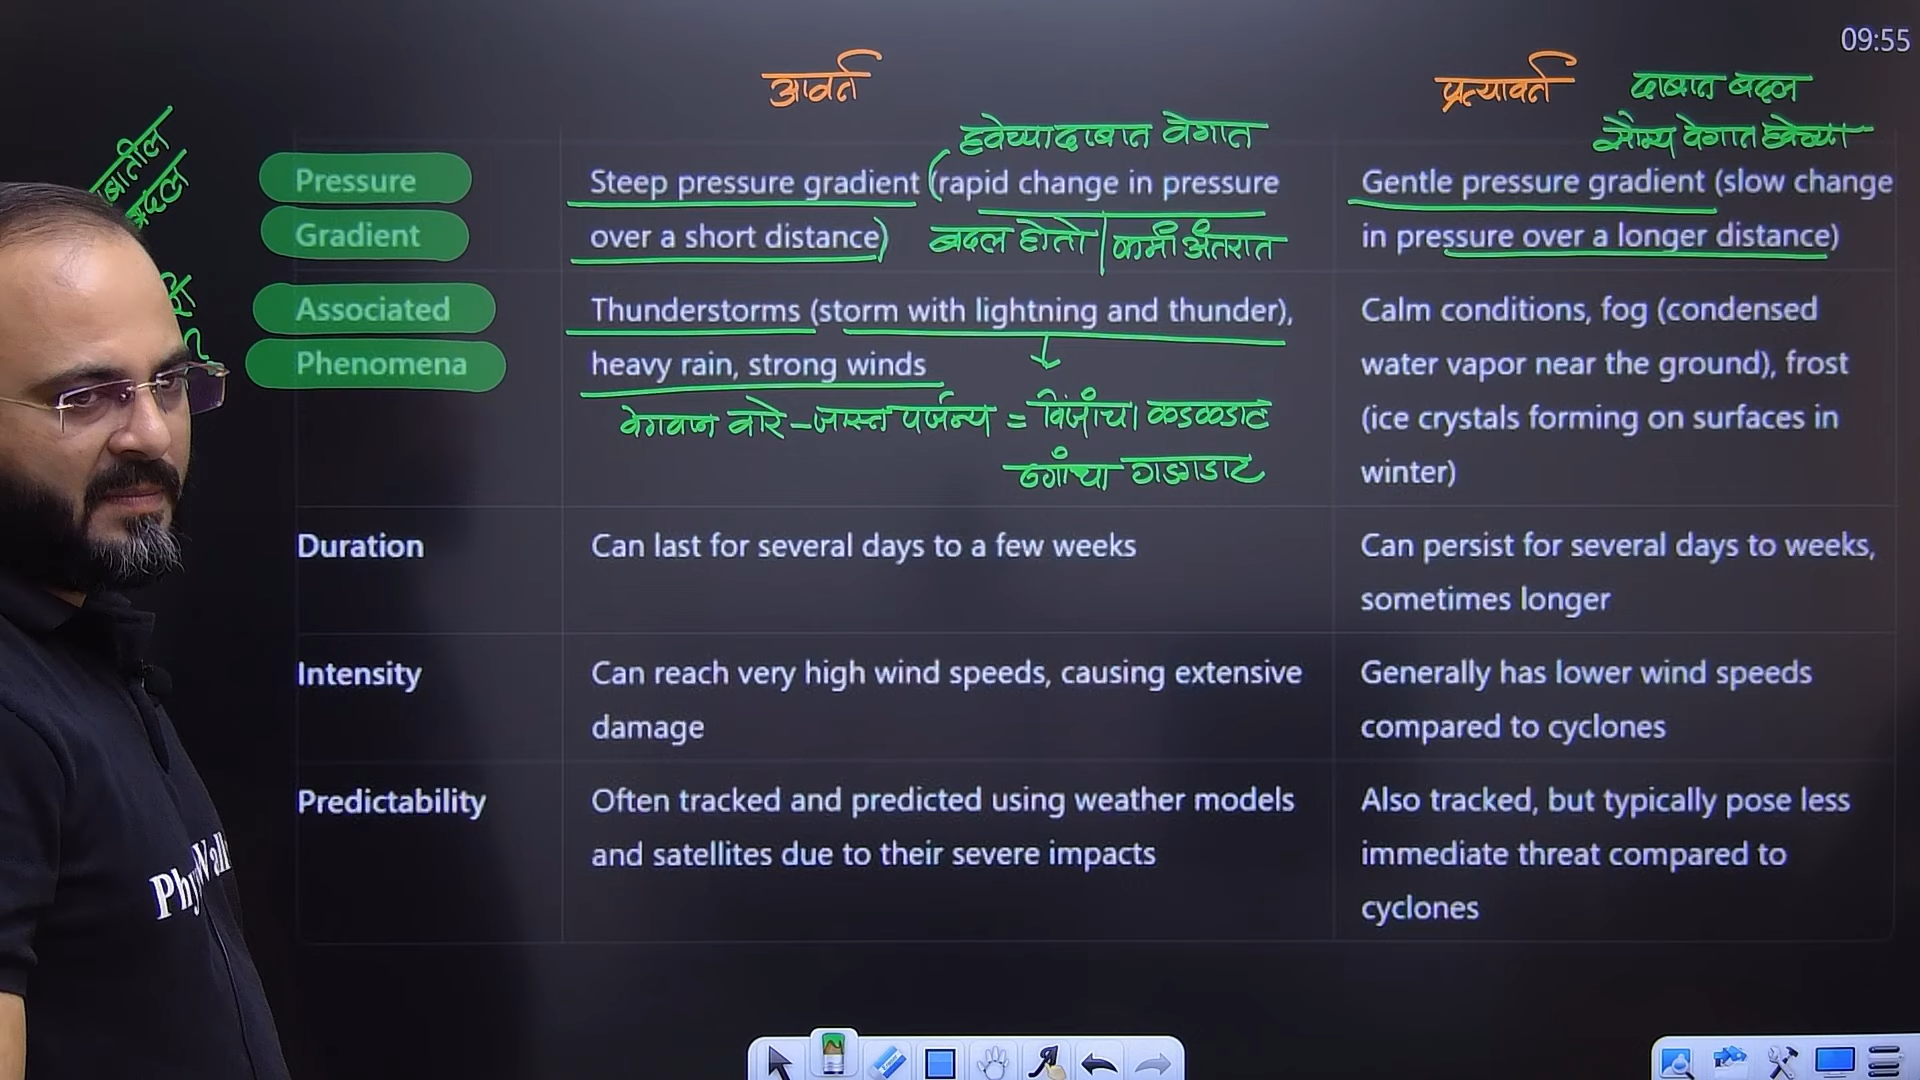 09:55
आवर्त
प्रत्यावर्त
दाबात बदल
सौम्य वेगात हवेच्या
हवेच्या दाबात वेगात
बदल
Pressure
Gradient
Steep pressure gradient (rapid change in pressure
over a short distance)
बदल होतो | कमी अंतरात
Gentle pressure gradient (slow change
in pressure over a longer distance)
Associated
Phenomena
Thunderstorms (storm with lightning and thunder),
heavy rain, strong winds
वेगवान वारे - जास्त पर्जन्य = विजांचा कडकडाट
ढगांचा गडगडाट
Calm conditions, fog (condensed
water vapor near the ground), frost
(ice crystals forming on surfaces in
winter)
Duration
Can last for several days to a few weeks
Can persist for several days to weeks,
sometimes longer
Intensity
Can reach very high wind speeds, causing extensive
damage
Generally has lower wind speeds
compared to cyclones
Predictability
Often tracked and predicted using weather models
and satellites due to their severe impacts
Also tracked, but typically pose less
immediate threat compared to
cyclones